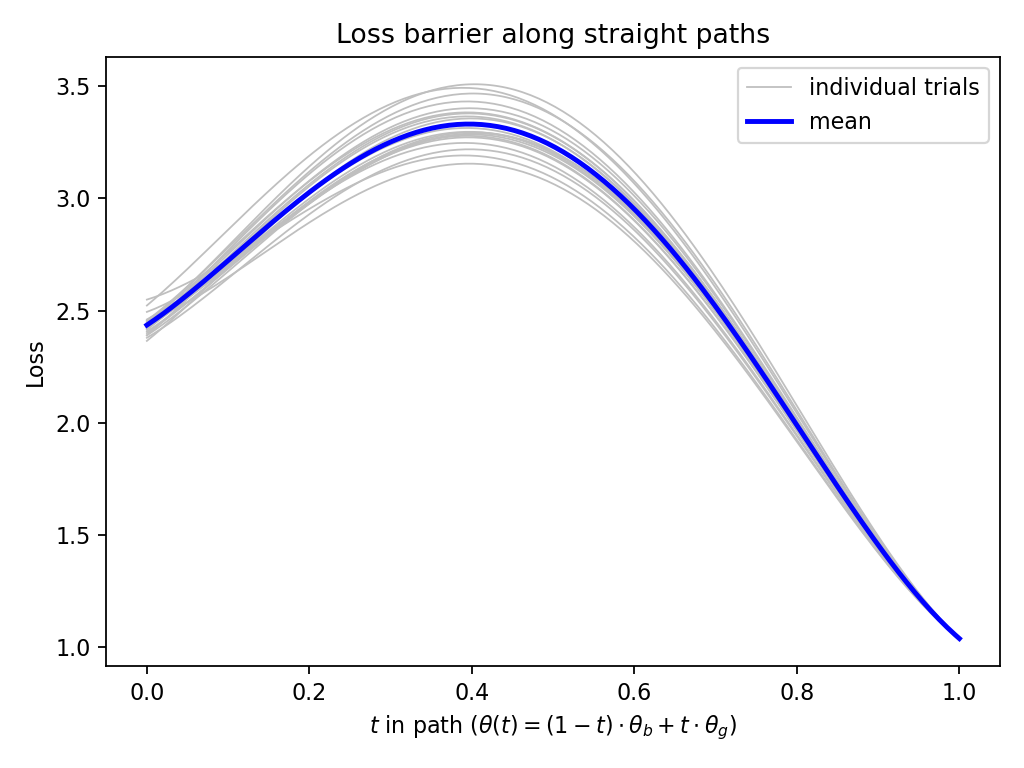 Loss barrier along straight paths
individual trials
mean
Loss
3.5
3.0
2.5
2.0
1.5
1.0
0.0 0.2 0.4 0.6 0.8 1.0
t in path (θ(t) = (1 − t) · θ_b + t · θ_g)